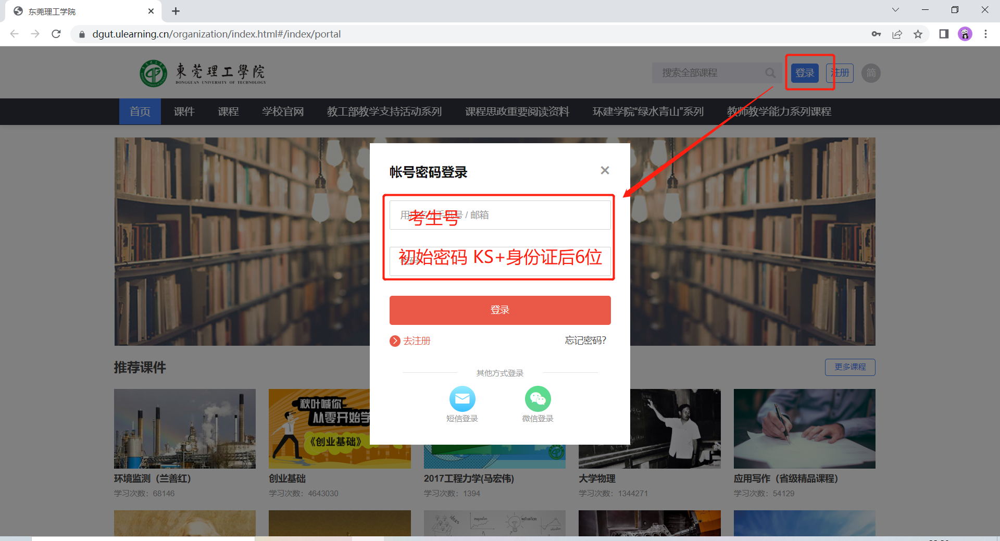 东莞理工学院
dgut.ulearning.cn/organization/index.html#/index/portal
東莞理工學院
DONGGUAN UNIVERSITY OF TECHNOLOGY
搜索全部课程
登录
注册
简
首页 课件 课程 学校官网 教工部教学支持活动系列 课程思政重要阅读资料 环建学院“绿水青山”系列 教师教学能力系列课程
帐号密码登录
用户名 / 手机号 / 邮箱
考生号
密码
初始密码 KS+身份证后6位
登录
去注册
忘记密码?
其他方式登录
短信登录 微信登录
推荐课件
更多课程
秋叶喊你
从零开始学
《创业基础》
环境监测（兰善红） 创业基础 2017工程力学(马宏伟) 大学物理 应用写作（省级精品课程）
学习次数：68146 学习次数：4643030 学习次数：1394 学习次数：1344271 学习次数：54129
ideas
imagination
motivation